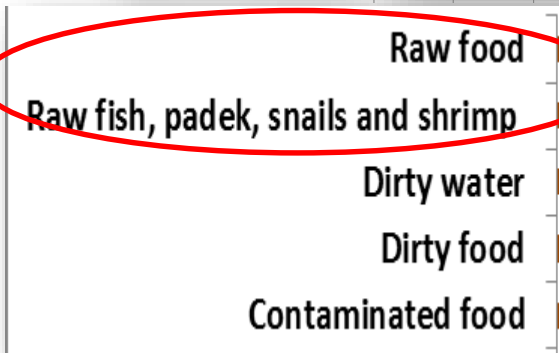 Raw food
Raw fish, padek, snails and shrimp
Dirty water
Dirty food
Contaminated food